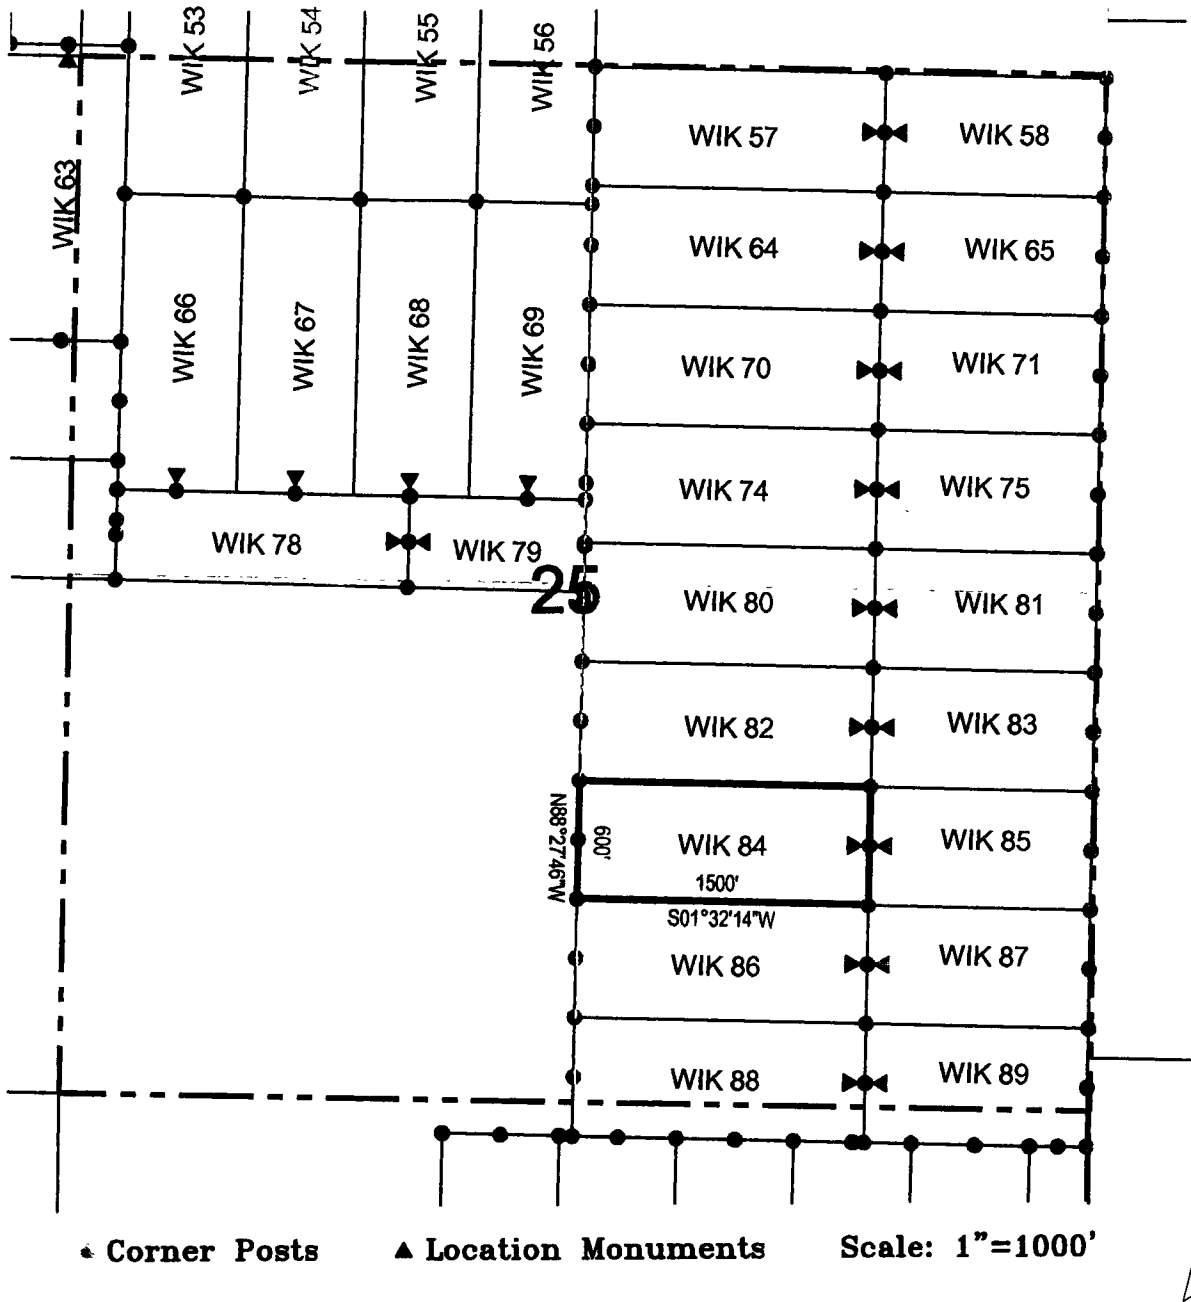 WIK 53
WIK 54
WIK 55
WIK 56
WIK 57
WIK 58
WIK 63
WIK 64
WIK 65
WIK 66
WIK 67
WIK 68
WIK 69
WIK 70
WIK 71
WIK 74
WIK 75
WIK 78
WIK 79
25
WIK 80
WIK 81
WIK 82
WIK 83
N88°27'46"W
600'
WIK 84
1500'
S01°32'14"W
WIK 85
WIK 86
WIK 87
WIK 88
WIK 89
Corner Posts
Location Monuments
Scale: 1"=1000'